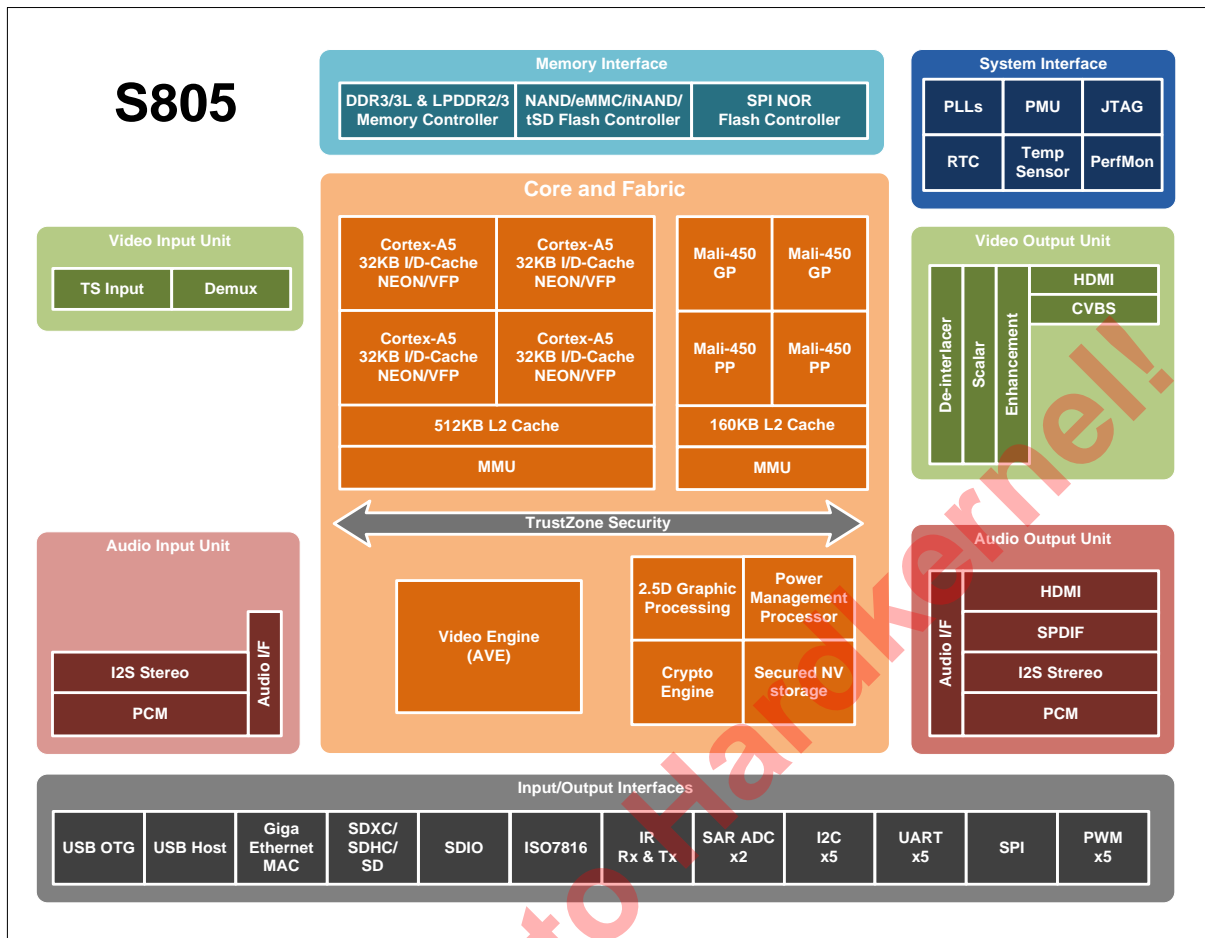 S805
Memory Interface
DDR3/3L & LPDDR2/3
Memory Controller
NAND/eMMC/iNAND/
tSD Flash Controller
SPI NOR
Flash Controller
System Interface
PLLs
PMU
JTAG
RTC
Temp
Sensor
PerfMon
Core and Fabric
Cortex-A5
32KB I/D-Cache
NEON/VFP
Cortex-A5
32KB I/D-Cache
NEON/VFP
Cortex-A5
32KB I/D-Cache
NEON/VFP
Cortex-A5
32KB I/D-Cache
NEON/VFP
512KB L2 Cache
MMU
Mali-450
GP
Mali-450
GP
Mali-450
PP
Mali-450
PP
160KB L2 Cache
MMU
TrustZone Security
Video Engine
(AVE)
2.5D Graphic
Processing
Power
Management
Processor
Crypto
Engine
Secured NV
storage
Video Input Unit
TS Input
Demux
Video Output Unit
De-interlacer
Scalar
Enhancement
HDMI
CVBS
Audio Input Unit
I2S Stereo
PCM
Audio I/F
Audio Output Unit
Audio I/F
HDMI
SPDIF
I2S Strereo
PCM
Input/Output Interfaces
USB OTG
USB Host
Giga
Ethernet
MAC
SDXC/
SDHC/
SD
SDIO
ISO7816
IR
Rx & Tx
SAR ADC
x2
I2C
x5
UART
x5
SPI
PWM
x5
to Hardkernel!